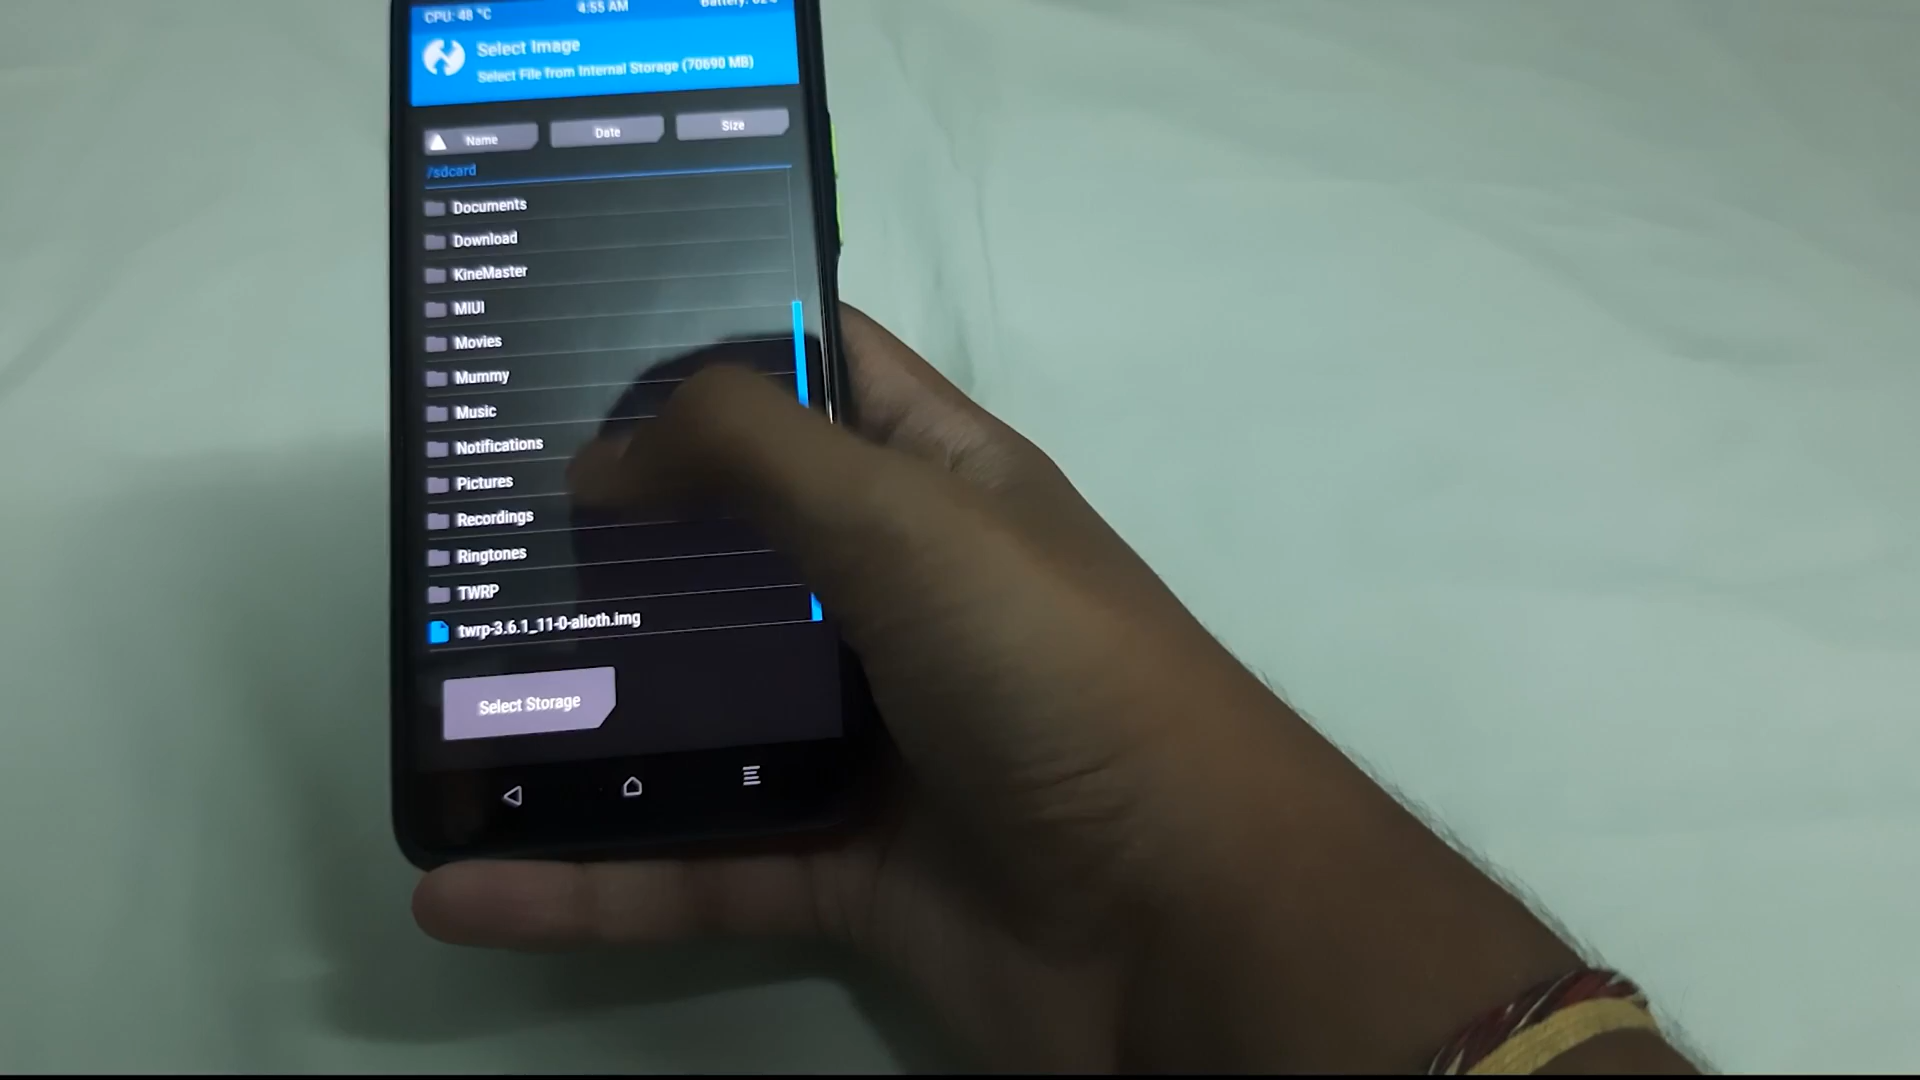 CPU: 48 °C 4:55 AM Battery:
Select Image
Select File from Internal Storage (70690 MB)
Name Date Size
/sdcard
Documents
Download
KineMaster
MIUI
Movies
Mummy
Music
Notifications
Pictures
Recordings
Ringtones
TWRP
twrp-3.6.1_11-0-alioth.img
Select Storage